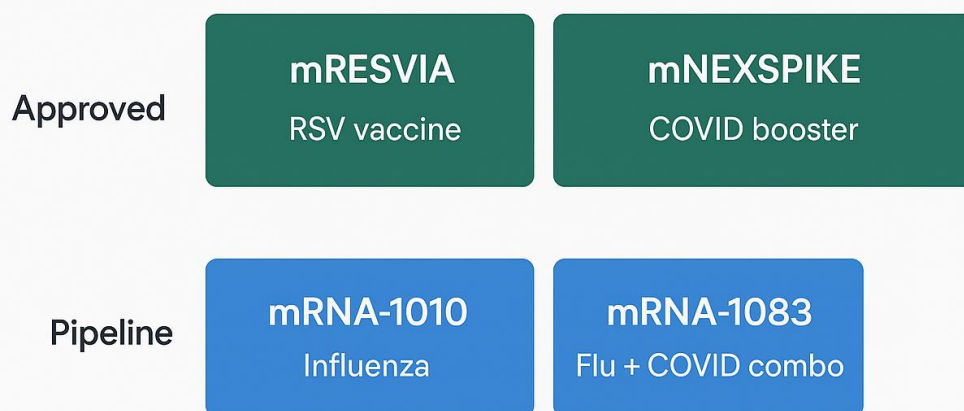 Approved
mRESVIA
RSV vaccine
mNEXSPIKE
COVID booster
Pipeline
mRNA-1010
Influenza
mRNA-1083
Flu + COVID combo